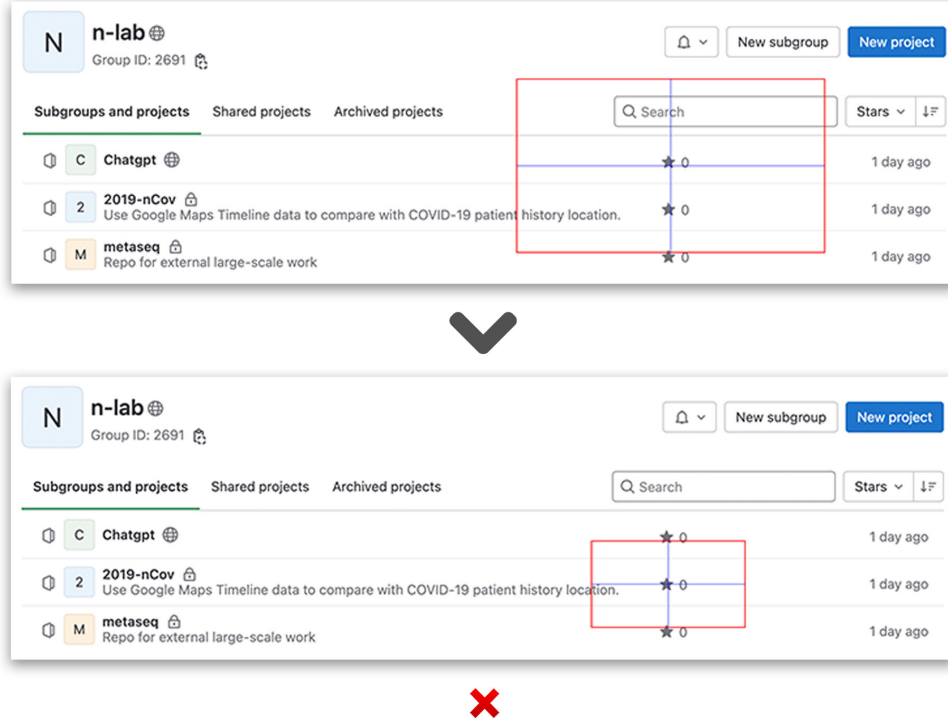 N n-lab
Group ID: 2691
New subgroup New project
Subgroups and projects Shared projects Archived projects Search Stars
C Chatgpt 0 1 day ago
2 2019-nCov 0 1 day ago
Use Google Maps Timeline data to compare with COVID-19 patient history location.
M metaseq 0 1 day ago
Repo for external large-scale work
N n-lab
Group ID: 2691
New subgroup New project
Subgroups and projects Shared projects Archived projects Search Stars
C Chatgpt 0 1 day ago
2 2019-nCov 0 1 day ago
Use Google Maps Timeline data to compare with COVID-19 patient history location.
M metaseq 0 1 day ago
Repo for external large-scale work